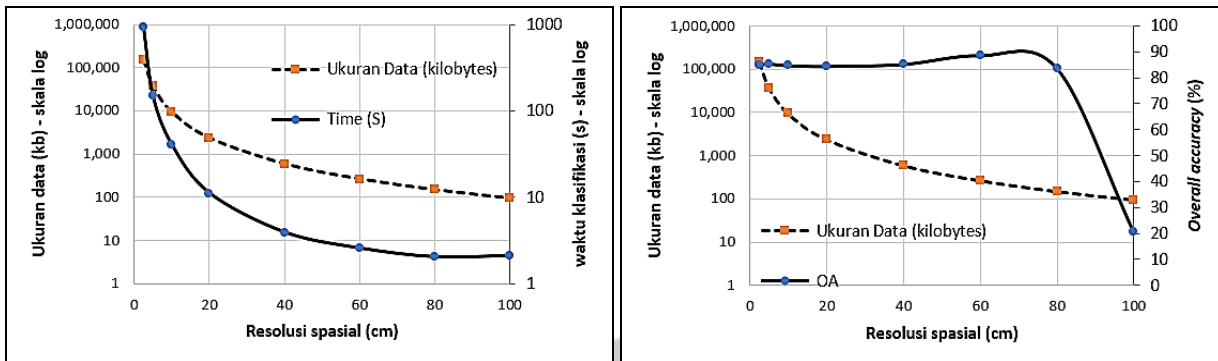 Ukuran data (kb) - skala log
1,000,000
100,000
10,000
1,000
100
10
1
Ukuran Data (kilobytes)
Time (S)
1000
100
10
1
waktu klasifikasi (s) - skala log
0 20 40 60 80 100
Resolusi spasial (cm)
Ukuran data (kb) - skala log
1,000,000
100,000
10,000
1,000
100
10
1
Ukuran Data (kilobytes)
OA
100
90
80
70
60
50
40
30
20
10
0
Overall accuracy (%)
0 20 40 60 80 100
Resolusi spasial (cm)